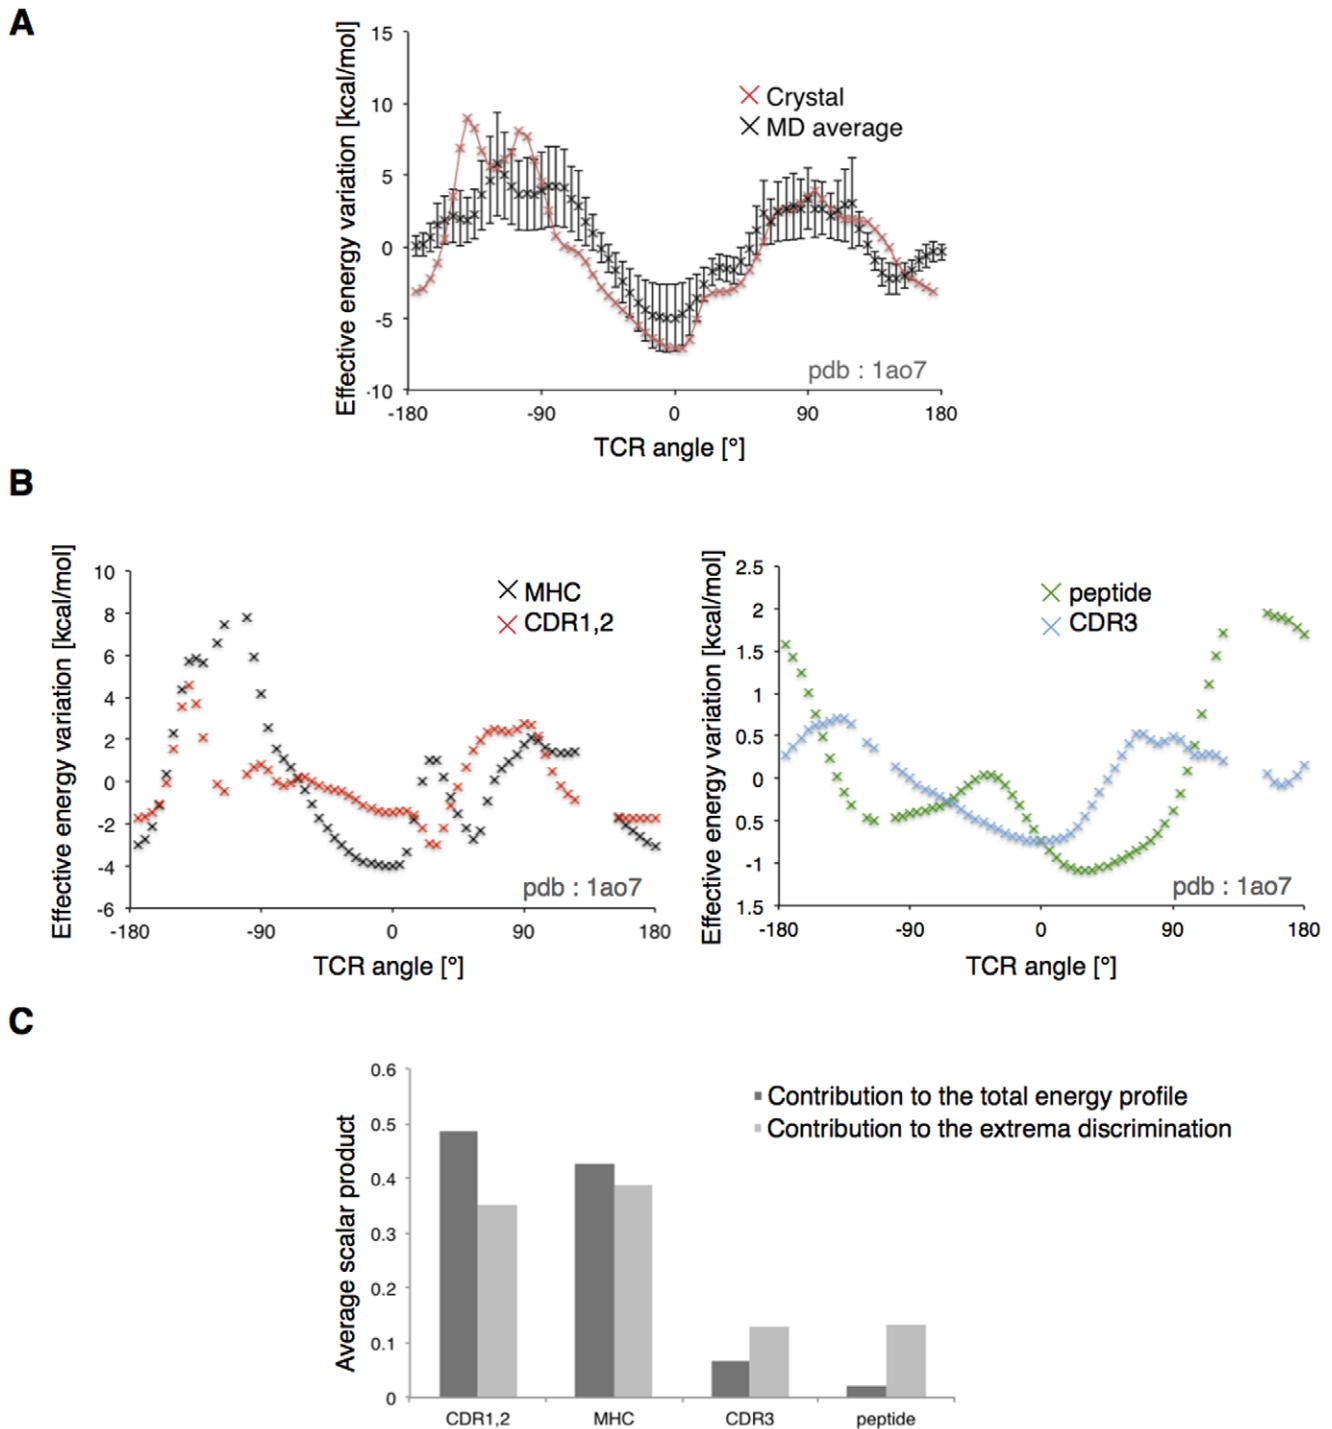 A
Effective energy variation [kcal/mol]
15
10
5
0
-5
-10
-180
-90
0
90
180
TCR angle [°]
Crystal
MD average
pdb : 1ao7
B
Effective energy variation [kcal/mol]
10
8
6
4
2
0
-2
-4
-6
-180
-90
0
90
180
TCR angle [°]
MHC
CDR1,2
pdb : 1ao7
Effective energy variation [kcal/mol]
2.5
2
1.5
1
0.5
0
0.5
-1
1.5
-180
-90
0
90
180
TCR angle [°]
peptide
CDR3
pdb : 1ao7
C
Average scalar product
0.6
0.5
0.4
0.3
0.2
0.1
0
CDR1,2
MHC
CDR3
peptide
Contribution to the total energy profile
Contribution to the extrema discrimination